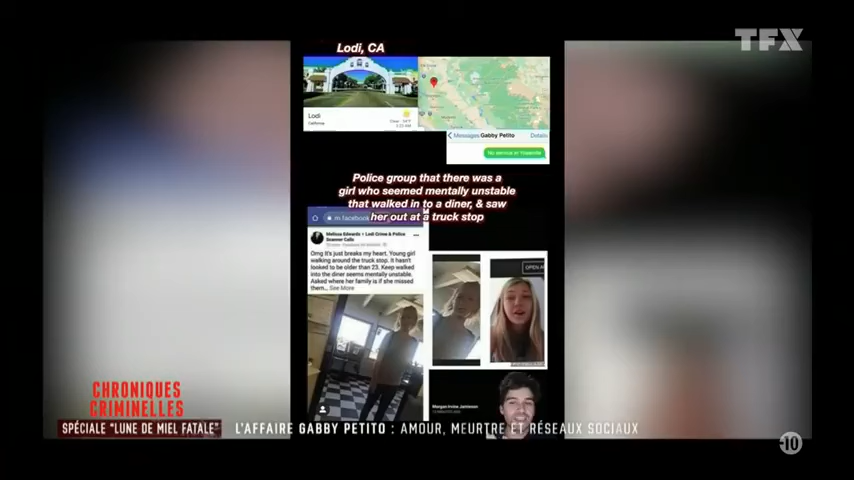 TFX
Lodi, CA
Lodi
California
Messages Gabby Petito Details
No service in Yosemite
Police group that there was a
girl who seemed mentally unstable
that walked in to a diner, & saw
her out at a truck stop
m.facebook
Melissa Edwards ▸ Lodi Crime & Police
Scanner Calls
Omg It's just breaks my heart. Young girl
walking around the truck stop. It hasn't
looked to be older than 23. Keep walked
into the diner seems mentally unstable.
Asked where her family is if she missed
them... See More
OPEN A
CHRONIQUES
CRIMINELLES
SPÉCIALE "LUNE DE MIEL FATALE"
L'AFFAIRE GABBY PETITO : AMOUR, MEURTRE ET RÉSEAUX SOCIAUX
-10